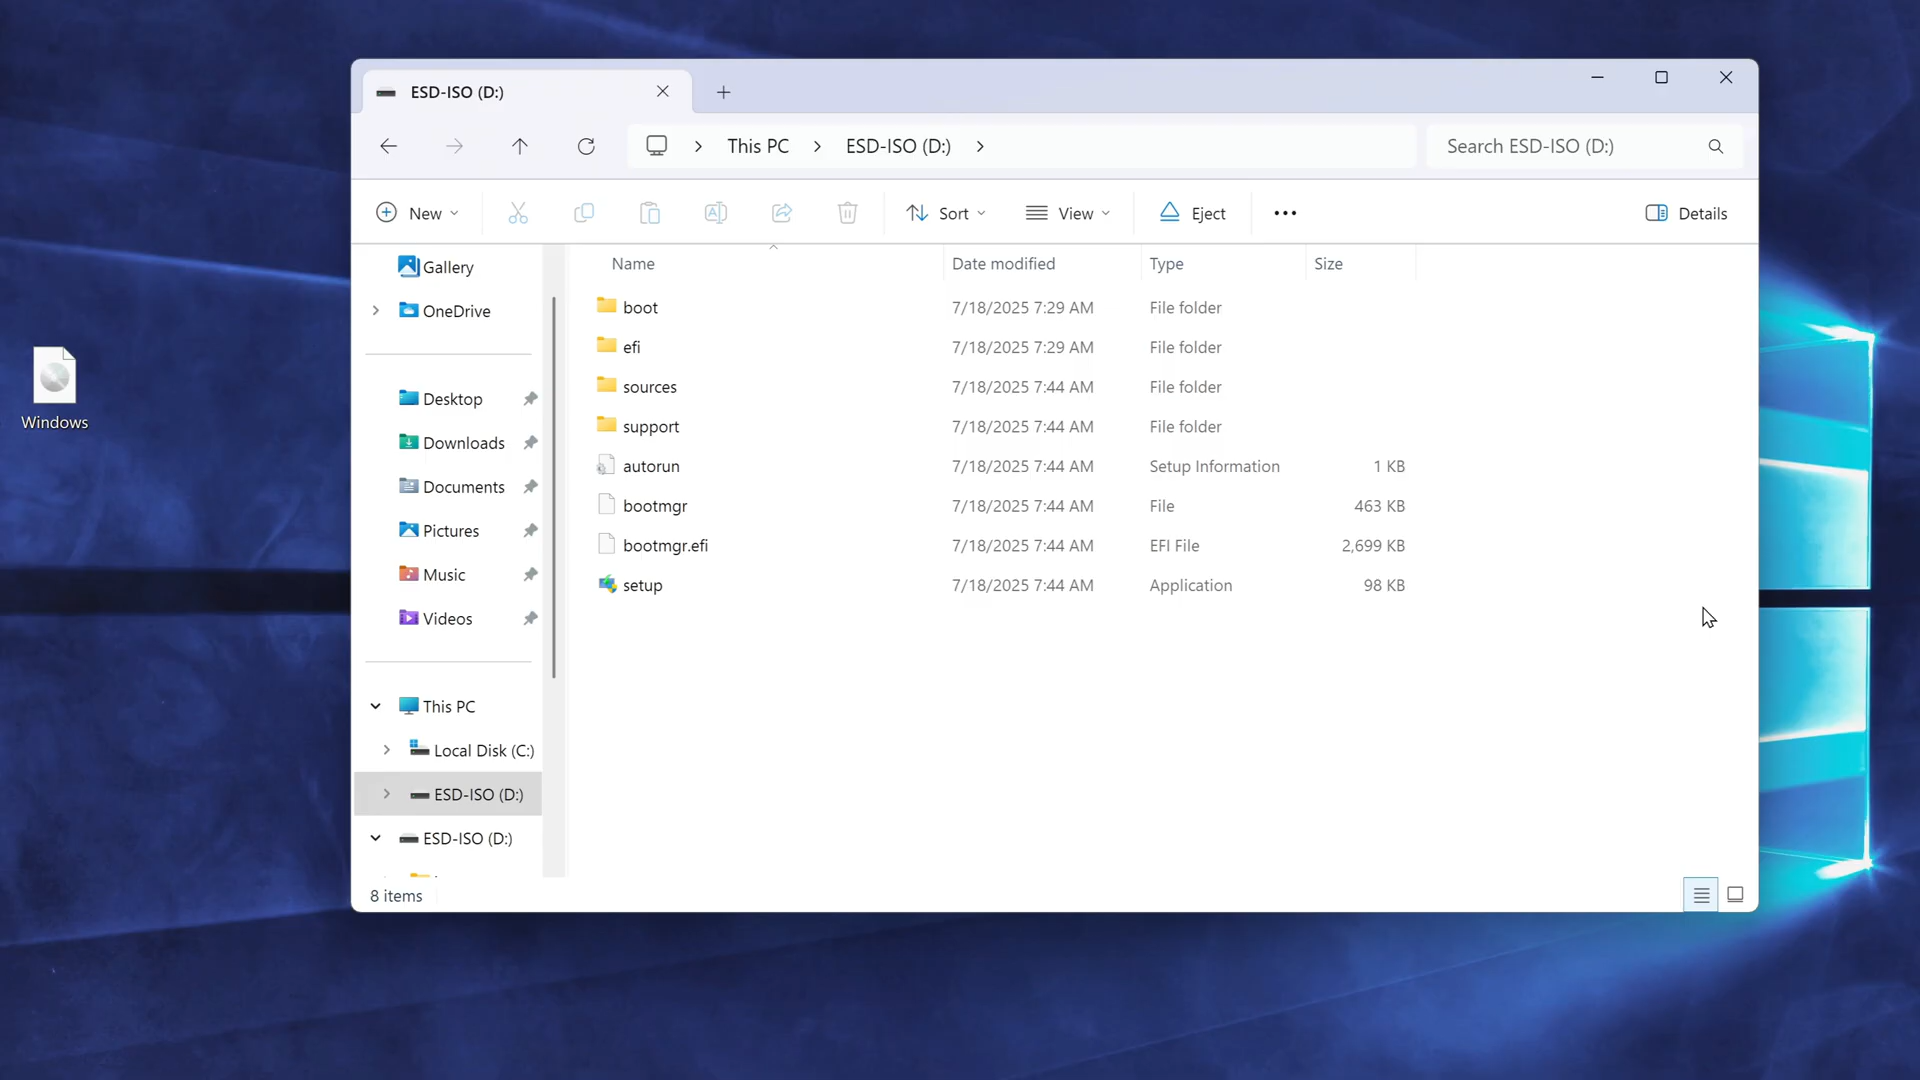 ESD-ISO (D:)
This PC
ESD-ISO (D:)
Search ESD-ISO (D:)
New
Sort
View
Eject
Details
Gallery
OneDrive
Desktop
Downloads
Documents
Pictures
Music
Videos
This PC
Local Disk (C:)
ESD-ISO (D:)
ESD-ISO (D:)
Name Date modified Type Size
boot 7/18/2025 7:29 AM File folder
efi 7/18/2025 7:29 AM File folder
sources 7/18/2025 7:44 AM File folder
support 7/18/2025 7:44 AM File folder
autorun 7/18/2025 7:44 AM Setup Information 1 KB
bootmgr 7/18/2025 7:44 AM File 463 KB
bootmgr.efi 7/18/2025 7:44 AM EFI File 2,699 KB
setup 7/18/2025 7:44 AM Application 98 KB
8 items
Windows